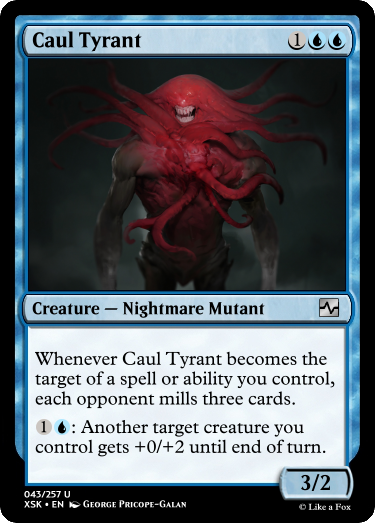 Caul Tyrant 1
Creature — Nightmare Mutant
Whenever Caul Tyrant becomes the
target of a spell or ability you control,
each opponent mills three cards.
1 : Another target creature you
control gets +0/+2 until end of turn.
3/2
043/257 U
XSK • EN George Pricope-Galan
© Like a Fox